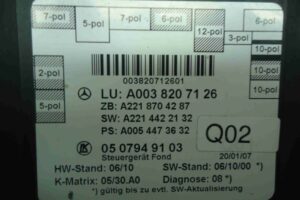 7-pol
5-pol
5-pol
6-pol
12-pol
3-pol
6-pol
10-pol
10-pol
2-pol
5-pol
003820712601
LU: A003 820 71 26
ZB: A221 870 42 87
SW: A221 442 21 32
PS: A005 447 36 32
Q02
05 0794 91 03
Steuergerät Fond
20/01/07
HW-Stand: 06/10 SW-Stand: 06/10/00 *)
K-Matrix: 05/30.A0 Diagnose: 08 *)
*) gültig bis zu evtl. SW-Aktualisierung